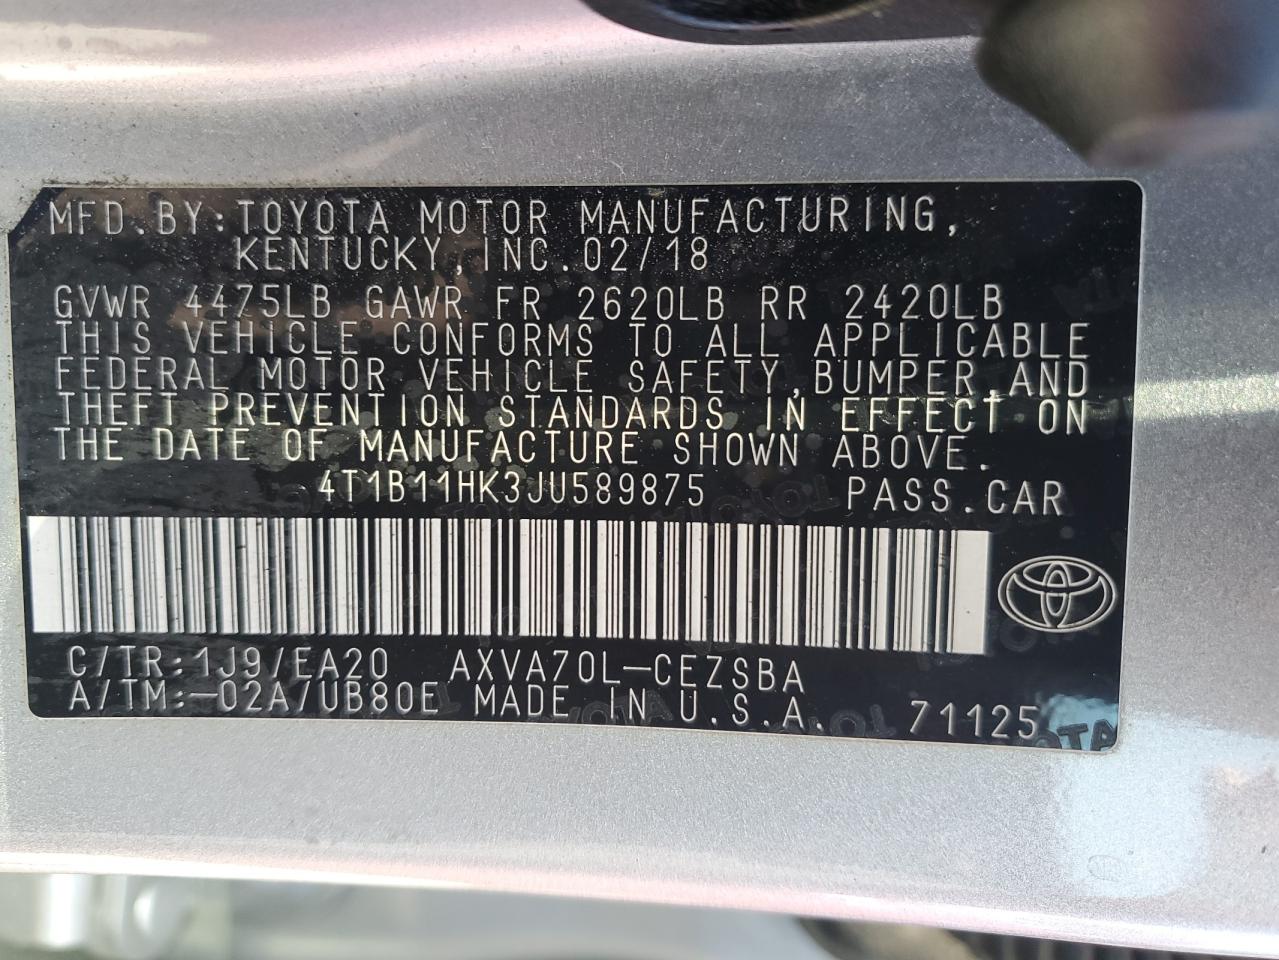 MFD.BY:TOYOTA MOTOR MANUFACTURING,
KENTUCKY,INC.02/18
GVWR 4475LB GAWR FR 2620LB RR 2420LB
THIS VEHICLE CONFORMS TO ALL APPLICABLE
FEDERAL MOTOR VEHICLE SAFETY,BUMPER,AND
THEFT PREVENTION STANDARDS IN EFFECT ON
THE DATE OF MANUFACTURE SHOWN ABOVE.
4T1B11HK3JU589875 PASS.CAR
C/TR:1J9/EA20 AXVA70L-CEZSBA
A/TM:-02A/UB80E MADE IN U.S.A. 71125